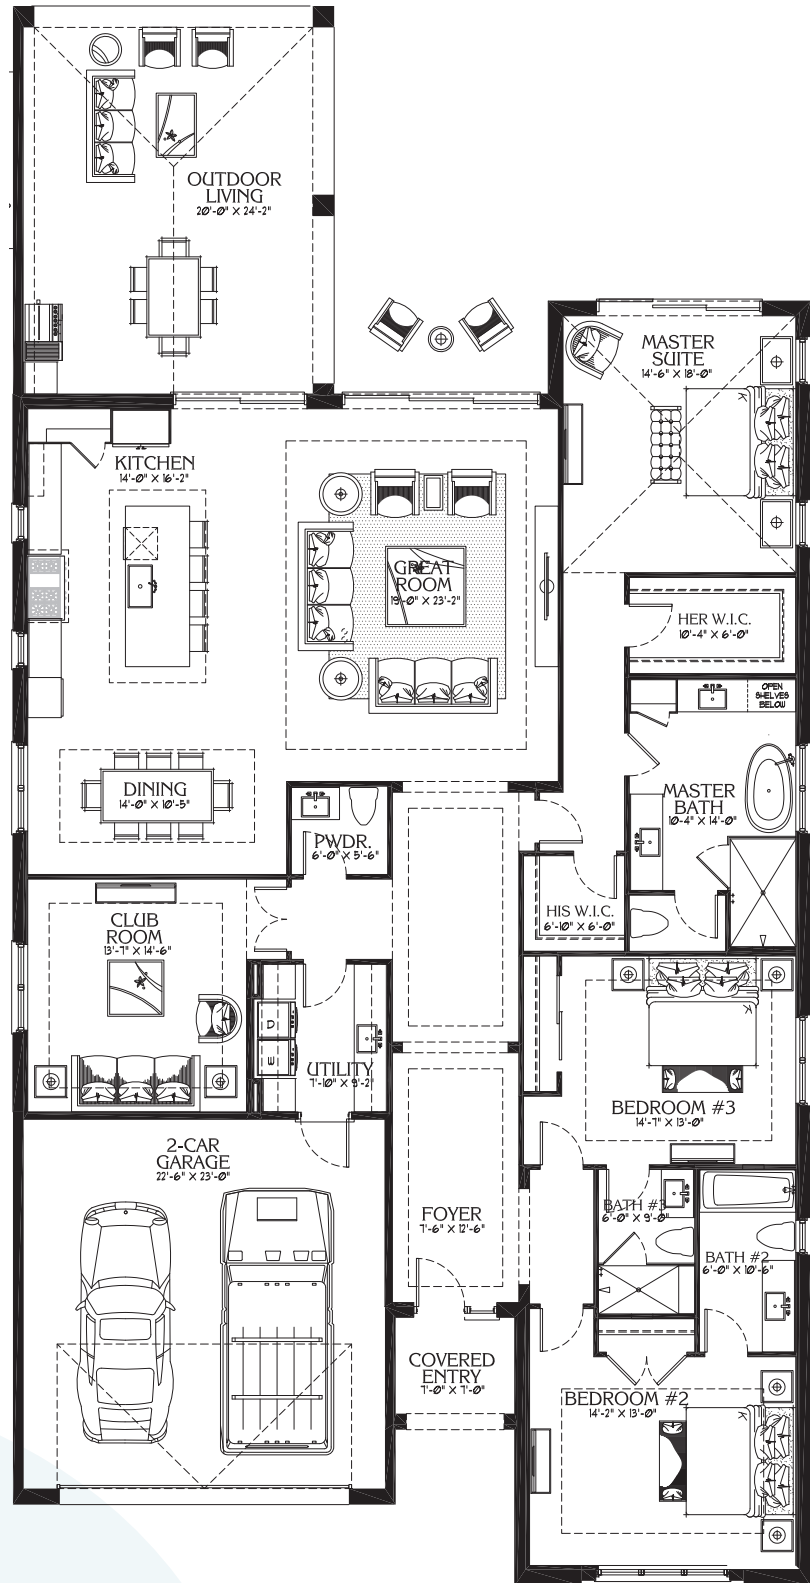 OUTDOOR
LIVING
20'-0" X 24'-2"
MASTER
SUITE
14'-6" X 18'-0"
KITCHEN
14'-0" X 16'-2"
GREAT
ROOM
19'-0" X 23'-2"
HER W.I.C.
10'-4" X 6'-0"
OPEN
SHELVES
BELOW
DINING
14'-0" X 10'-5"
MASTER
BATH
10-4" X 14'-0"
PWDR.
6'-0" X 5'-6"
HIS W.I.C.
6'-10" X 6'-0"
CLUB
ROOM
13'-7" X 14'-6"
D
UTILITY
7'-10" X 9'-2"
BEDROOM #3
14'-7" X 13'-0"
2-CAR
GARAGE
22'-6" X 23'-0"
FOYER
7'-6" X 12'-6"
BATH #3
6'-0" X 9'-0"
BATH #2
6'-0" X 10'-6"
COVERED
ENTRY
7'-0" X 7'-0"
BEDROOM #2
14'-2" X 13'-0"